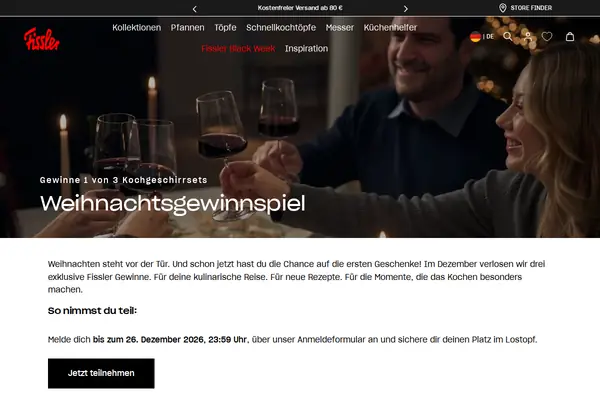 Kostenfreier Versand ab 80 €
STORE FINDER
Fissler
Kollektionen Pfannen Töpfe Schnellkochtöpfe Messer Küchenhelfer
| DE
Fissler Black Week Inspiration
Gewinne 1 von 3 Kochgeschirrsets
Weihnachtsgewinnspiel
Weihnachten steht vor der Tür. Und schon jetzt hast du die Chance auf die ersten Geschenke! Im Dezember verlosen wir drei
exklusive Fissler Gewinne. Für deine kulinarische Reise. Für neue Rezepte. Für die Momente, die das Kochen besonders
machen.
So nimmst du teil:
Melde dich bis zum 26. Dezember 2026, 23:59 Uhr, über unser Anmeldeformular an und sichere dir deinen Platz im Lostopf.
Jetzt teilnehmen